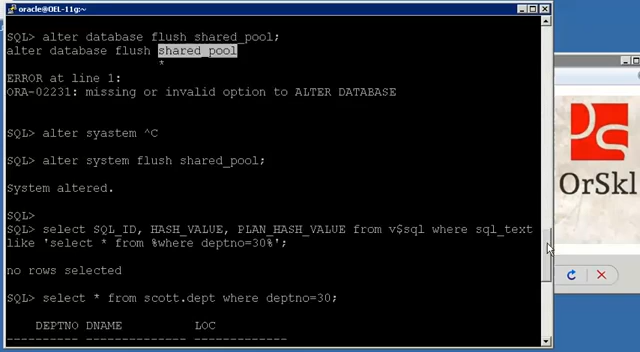 oracle@OEL-11g:~
SQL> alter database flush shared_pool;
alter database flush shared_pool
*
ERROR at line 1:
ORA-02231: missing or invalid option to ALTER DATABASE
SQL> alter syastem ^C
SQL> alter system flush shared_pool;
System altered.
SQL>
SQL> select SQL_ID, HASH_VALUE, PLAN_HASH_VALUE from v$sql where sql_text
like 'select * from %where deptno=30%';
no rows selected
SQL> select * from scott.dept where deptno=30;
DEPTNO DNAME LOC
---------- -------------- -------------
OrSkl